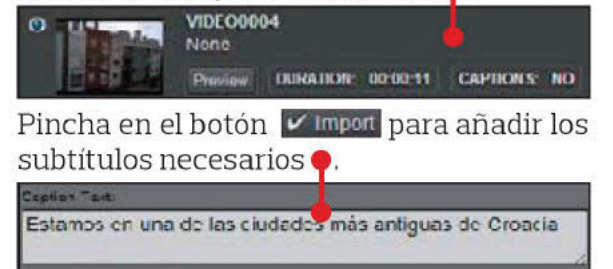 VIDEO0004
None
Preview DURATION: 00:00:11 CAPTIONS: NO
Pincha en el botón Import para añadir los
subtítulos necesarios .
Caption Text:
Estamos en una de las ciudades más antiguas de Croacia